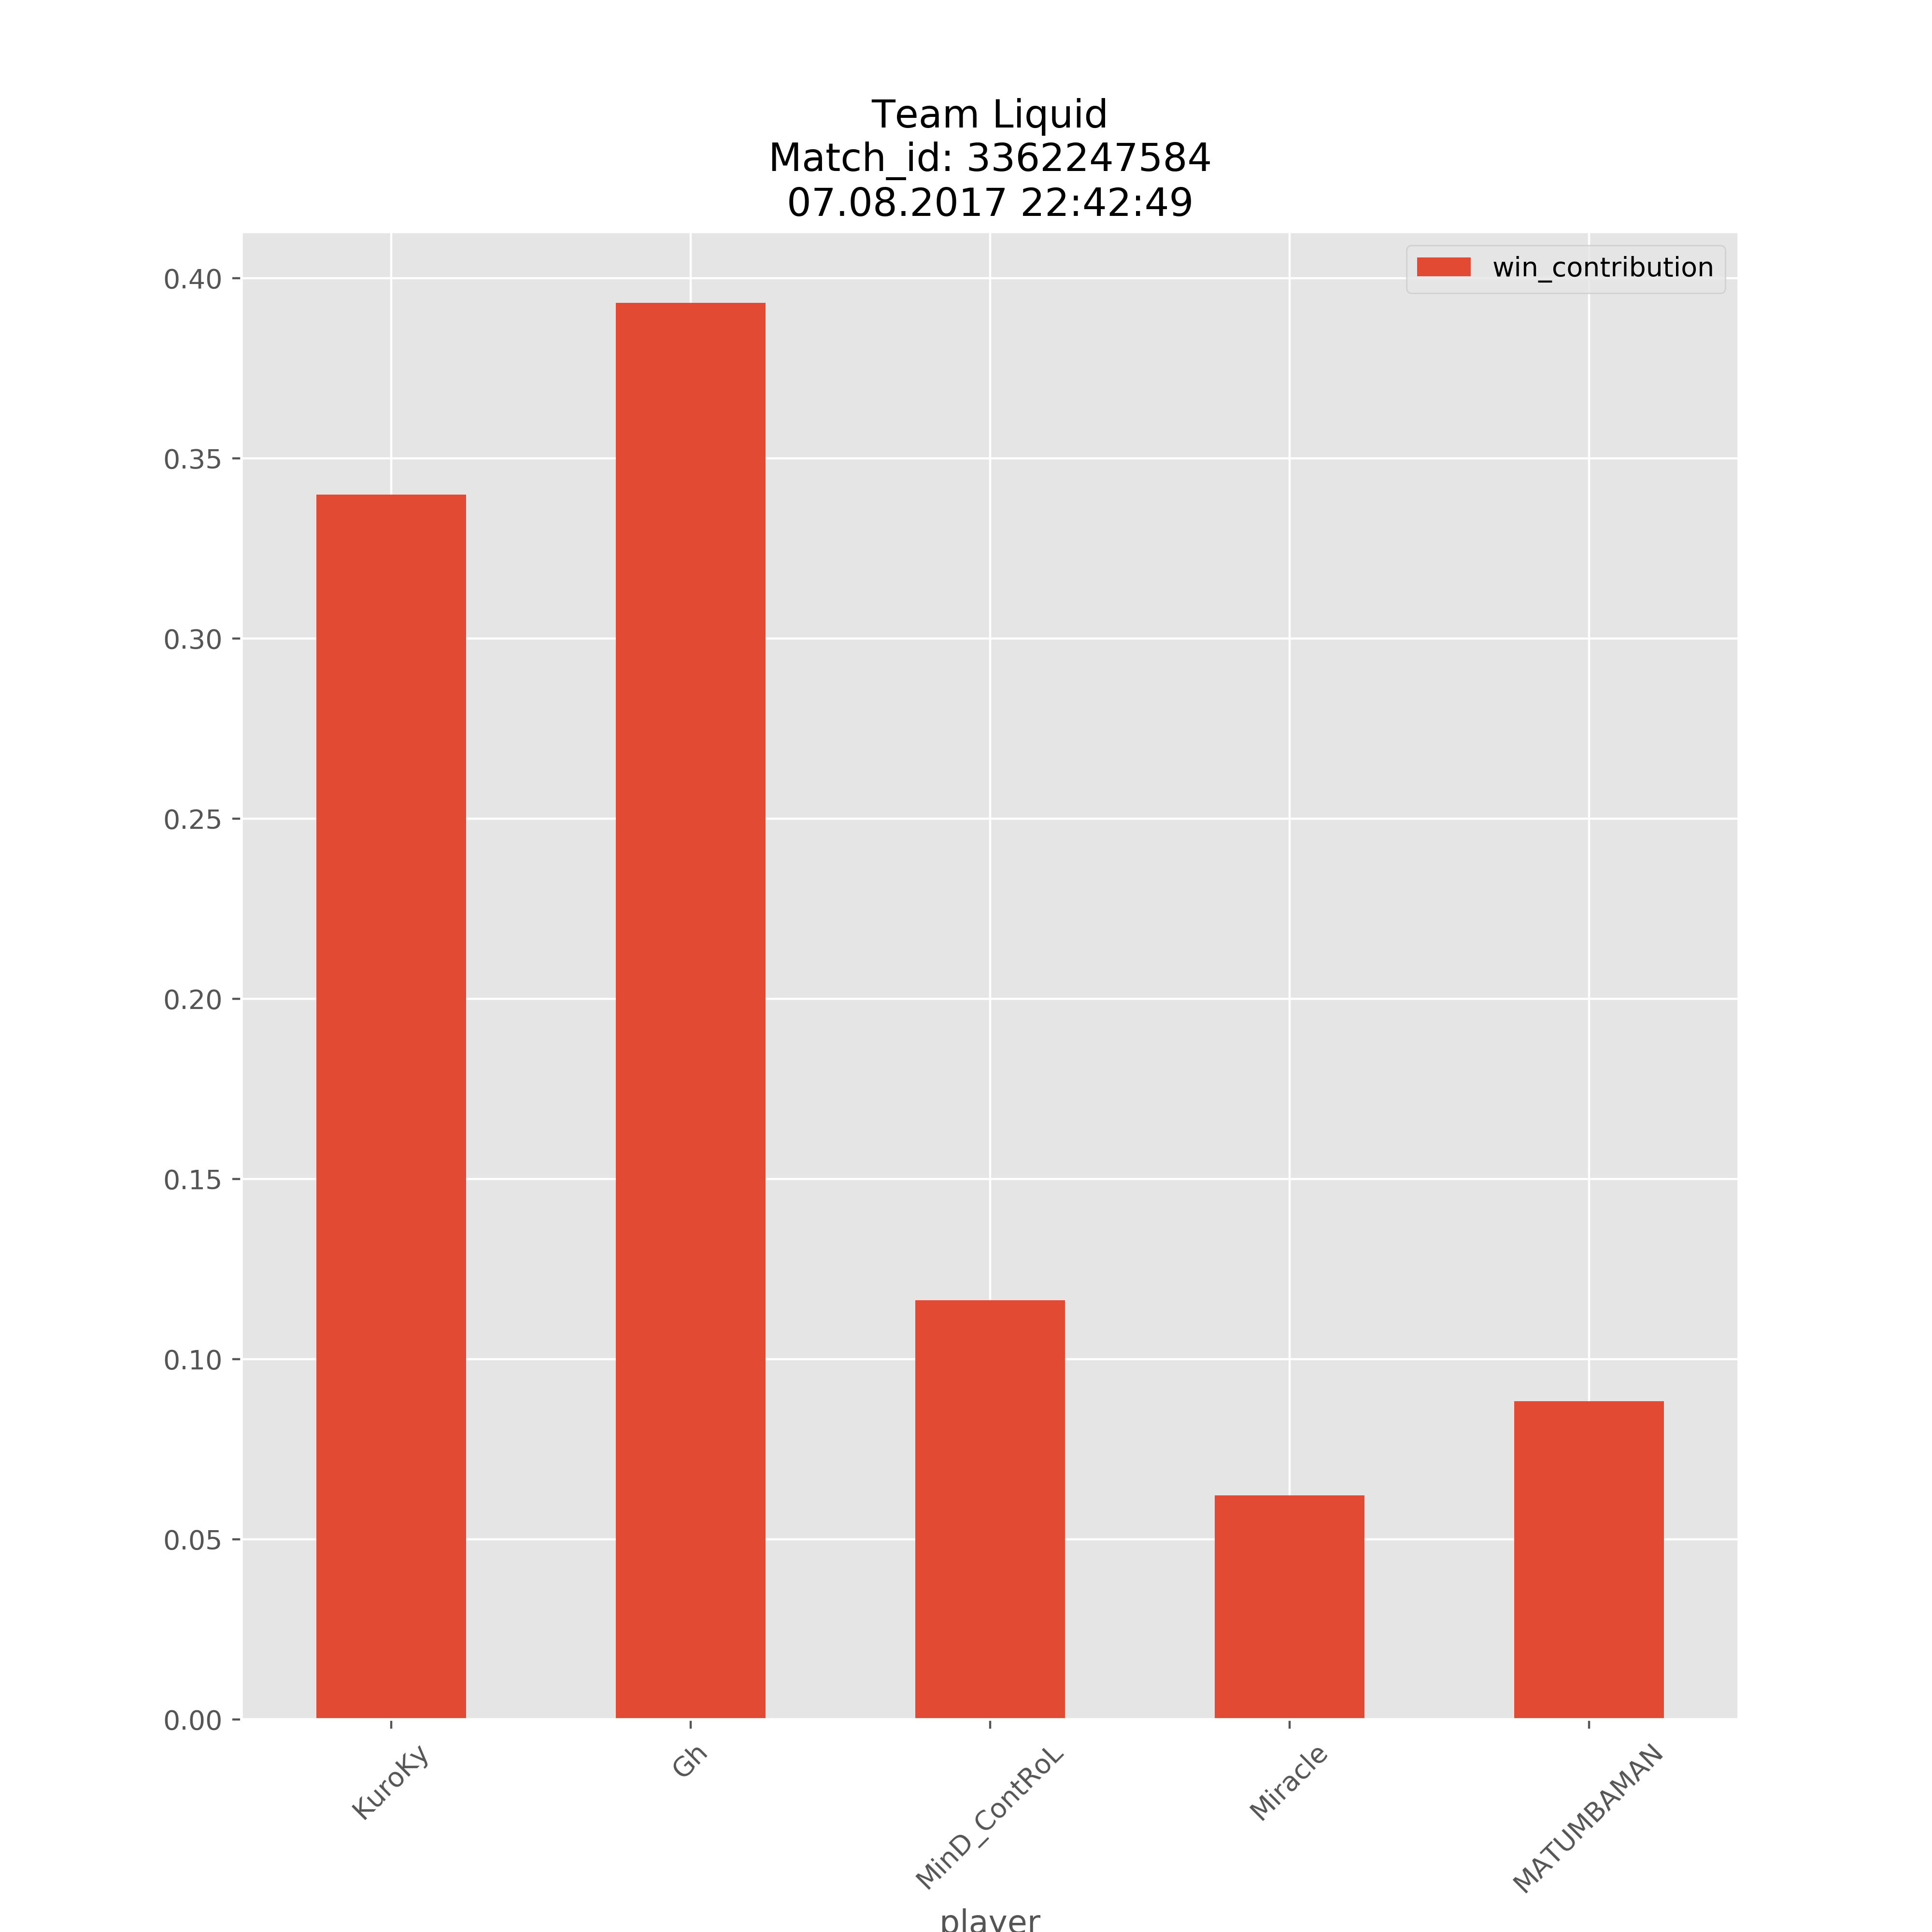 Team Liquid
Match_id: 3362247584
07.08.2017 22:42:49
win_contribution
0.40
0.35
0.30
0.25
0.20
0.15
0.10
0.05
0.00
KuroKy
Gh
MinD_ContRoL
Miracle
MATUMBAMAN
player